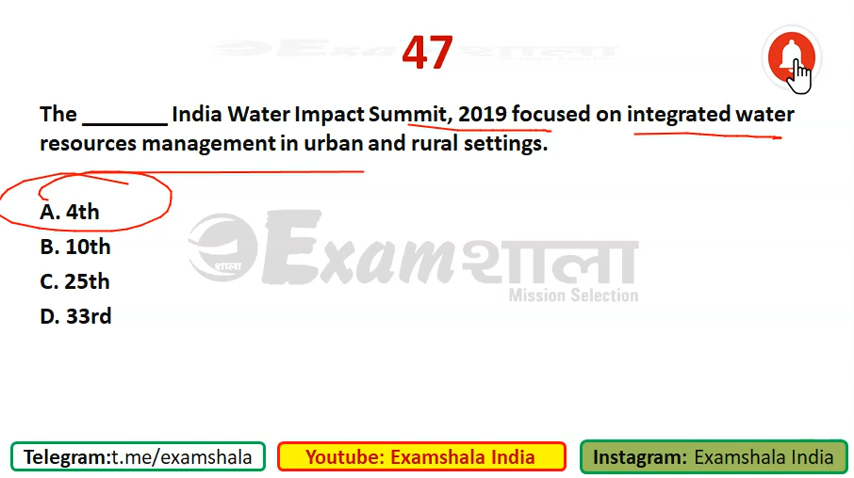 47
The ________ India Water Impact Summit, 2019 focused on integrated water
resources management in urban and rural settings.
A. 4th
B. 10th
C. 25th
D. 33rd
शाला
Examशाला
Mission Selection
Telegram:t.me/examshala
Youtube: Examshala India
Instagram: Examshala India